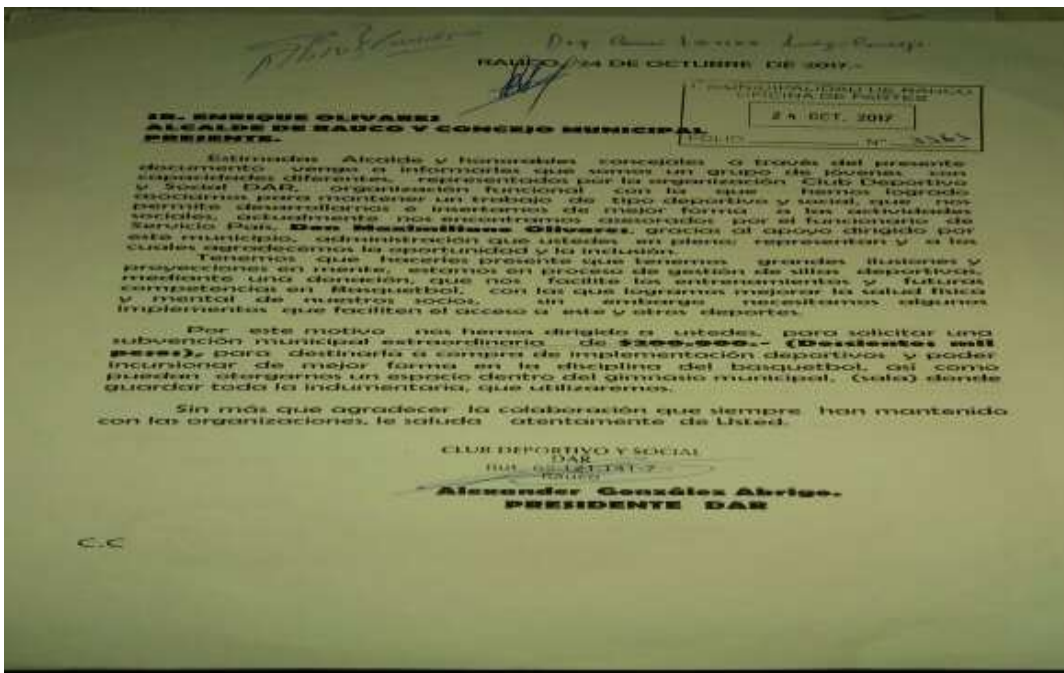 RAUCO, 24 DE OCTUBRE DE 2017.-
I. MUNICIPALIDAD DE RAUCO
OFICINA DE PARTES
24 OCT. 2017
FOLIO Nº
SR. ENRIQUE OLIVARES
ALCALDE DE RAUCO Y CONCEJO MUNICIPAL
PRESENTE.
Estimados Alcalde y honorables concejales a través del presente
documento vengo a informarles que somos un grupo de jóvenes con
capacidades diferentes, representados por la organización Club Deportivo
y Social DAR, organización funcional con la que hemos logrado
asociarnos para mantener un trabajo de tipo deportivo y social, que nos
permite desarrollarnos e insertarnos de mejor forma a las actividades
sociales, actualmente nos encontramos asesorados por el funcionario de
Servicio País, Don Maximiliano Olivares, gracias al apoyo dirigido por
este municipio, administración que ustedes en pleno; representan y a los
cuales agradecemos la oportunidad y la inclusión.
Tenemos que hacerles presente que tenemos grandes ilusiones y
proyecciones en mente, estamos en proceso de gestión de sillas deportivas,
mediante una donación, que nos facilite los entrenamientos y futuras
competencias en Basquetbol, con las que logramos mejorar la salud física
y mental de nuestros socios, sin embargo necesitamos algunos
implementos que faciliten el acceso a este y otros deportes.
Por este motivo nos hemos dirigido a ustedes, para solicitar una
subvención municipal extraordinaria de $200.000.- (Doscientos mil
pesos), para destinarla a compra de implementación deportiva y poder
incursionar de mejor forma en la disciplina del basquetbol, así como
puedan otorgarnos un espacio dentro del gimnasio municipal, (sala) donde
guardar toda la indumentaria, que utilizaremos.
Sin más que agradecer la colaboración que siempre han mantenido
con las organizaciones, le saluda atentamente de Usted.
CLUB DEPORTIVO Y SOCIAL
DAR
Rut
Rauco
Alexander González Abrigo.
PRESIDENTE DAR
C.C